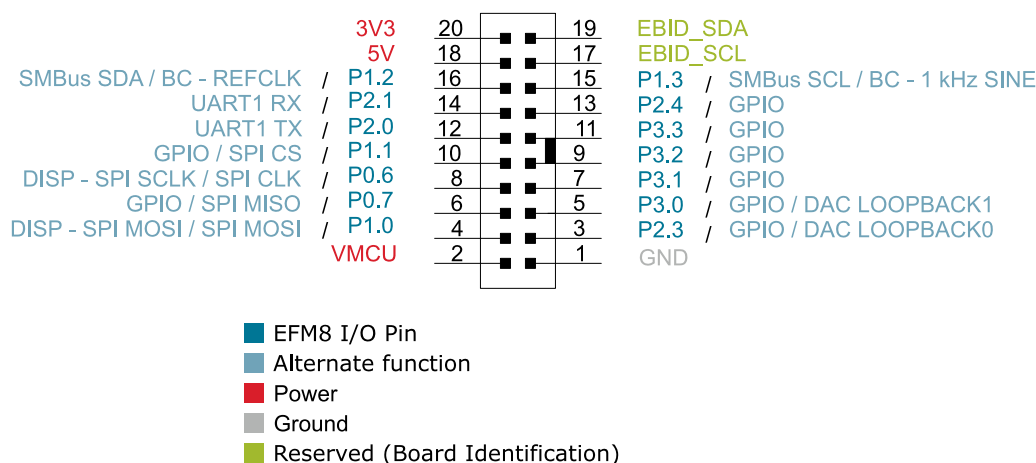 3V3 20 19 EBID_SDA
5V 18 17 EBID_SCL
SMBus SDA / BC - REFCLK / P1.2 16 15 P1.3 / SMBus SCL / BC - 1 kHz SINE
UART1 RX / P2.1 14 13 P2.4 / GPIO
UART1 TX / P2.0 12 11 P3.3 / GPIO
GPIO / SPI CS / P1.1 10 9 P3.2 / GPIO
DISP - SPI SCLK / SPI CLK / P0.6 8 7 P3.1 / GPIO
GPIO / SPI MISO / P0.7 6 5 P3.0 / GPIO / DAC LOOPBACK1
DISP - SPI MOSI / SPI MOSI / P1.0 4 3 P2.3 / GPIO / DAC LOOPBACK0
VMCU 2 1 GND
EFM8 I/O Pin
Alternate function
Power
Ground
Reserved (Board Identification)